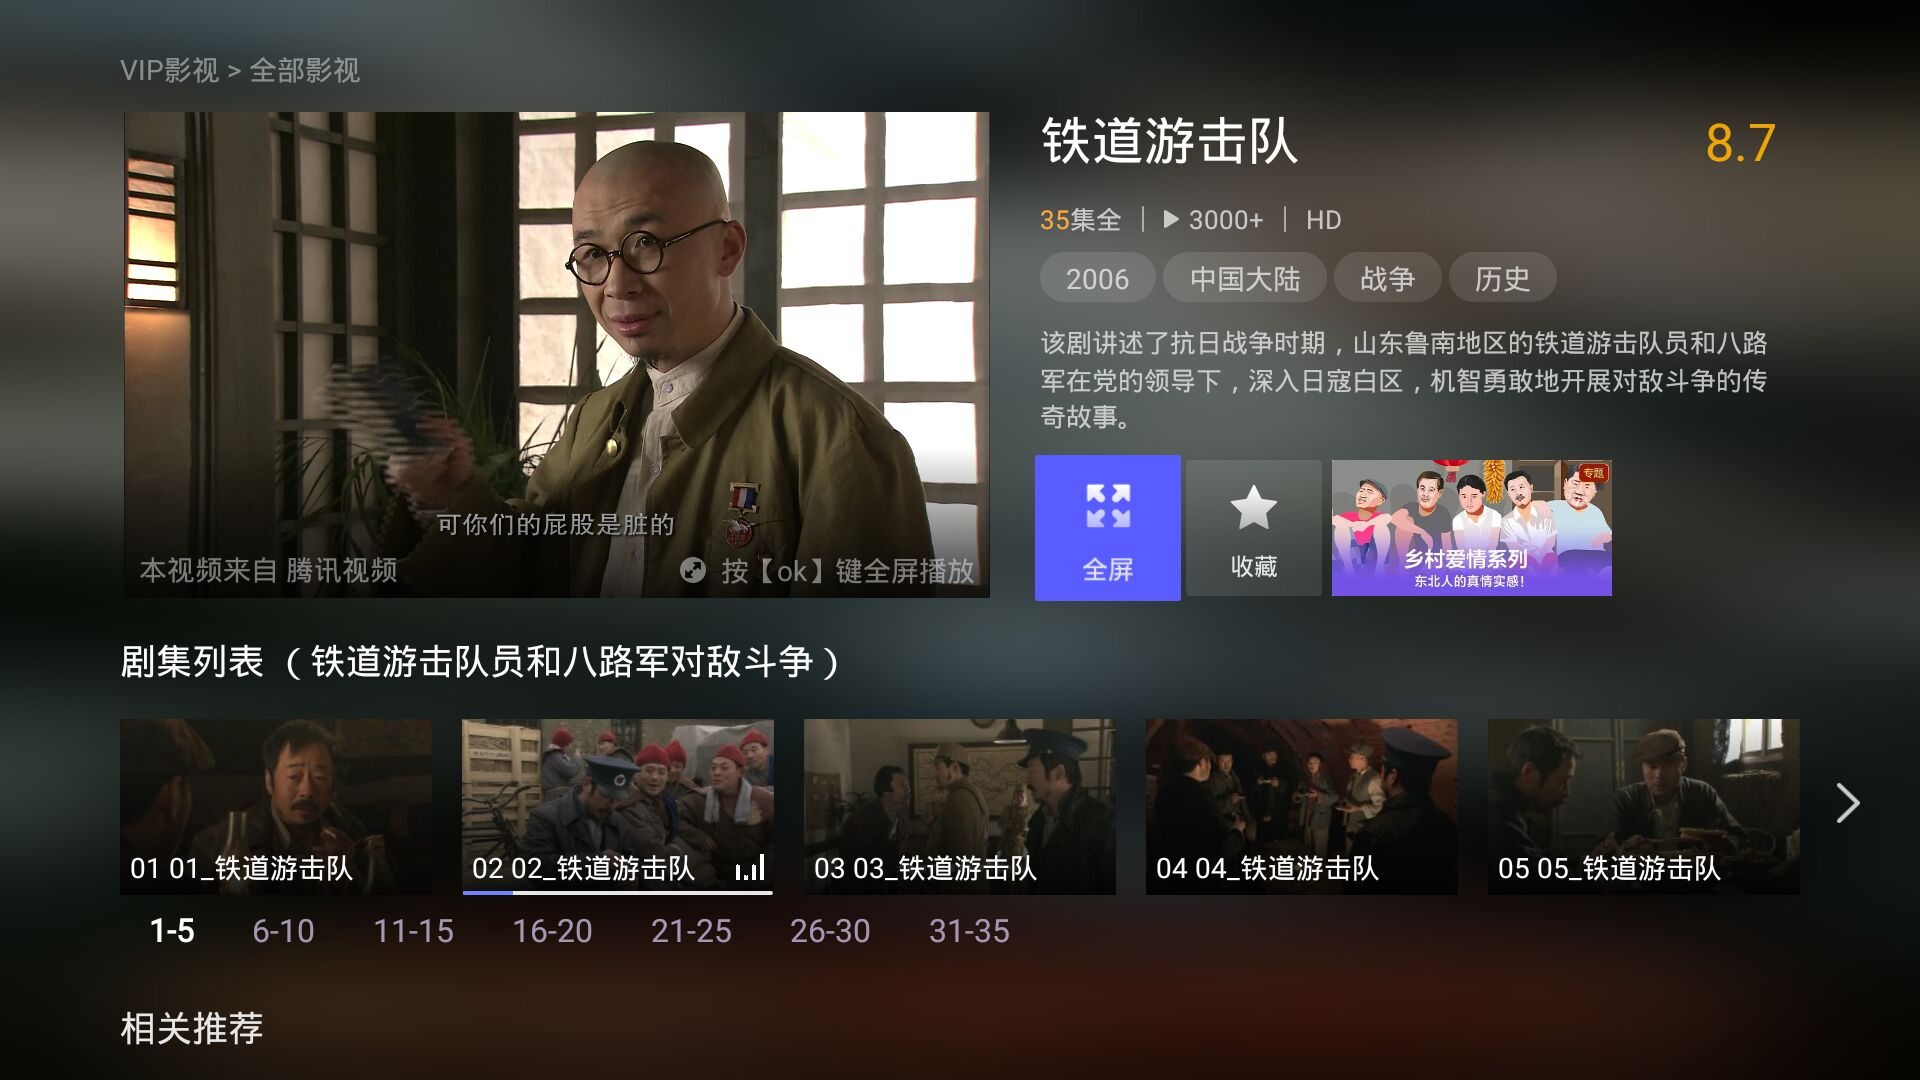 VIP影视 > 全部影视
可你们的屁股是脏的
本视频来自 腾讯视频
按【ok】键全屏播放
铁道游击队
8.7
35集全 | 3000+ | HD
2006 中国大陆 战争 历史
该剧讲述了抗日战争时期，山东鲁南地区的铁道游击队员和八路
军在党的领导下，深入日寇白区，机智勇敢地开展对敌斗争的传
奇故事。
全屏
收藏
专题
乡村爱情系列
东北人的真情实感！
剧集列表 （铁道游击队员和八路军对敌斗争）
01 01_铁道游击队
02 02_铁道游击队
03 03_铁道游击队
04 04_铁道游击队
05 05_铁道游击队
1-5 6-10 11-15 16-20 21-25 26-30 31-35
相关推荐